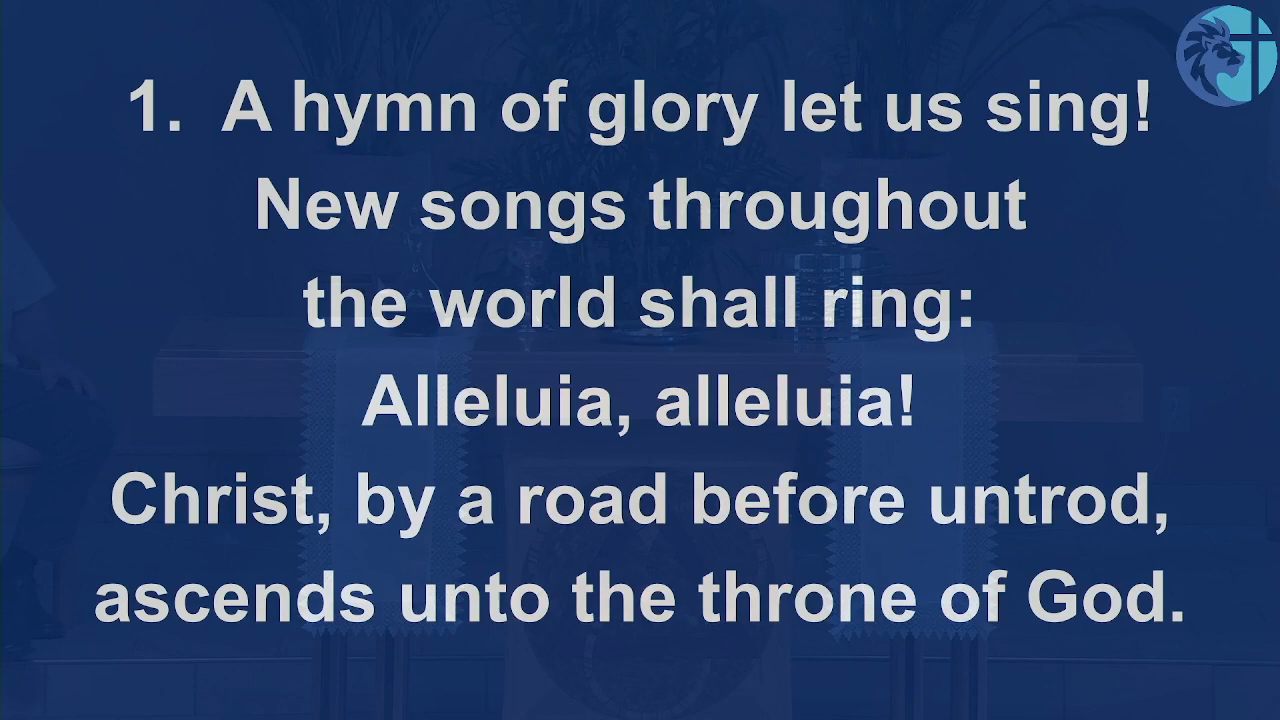 1. A hymn of glory let us sing!
New songs throughout
the world shall ring:
Alleluia, alleluia!
Christ, by a road before untrod,
ascends unto the throne of God.